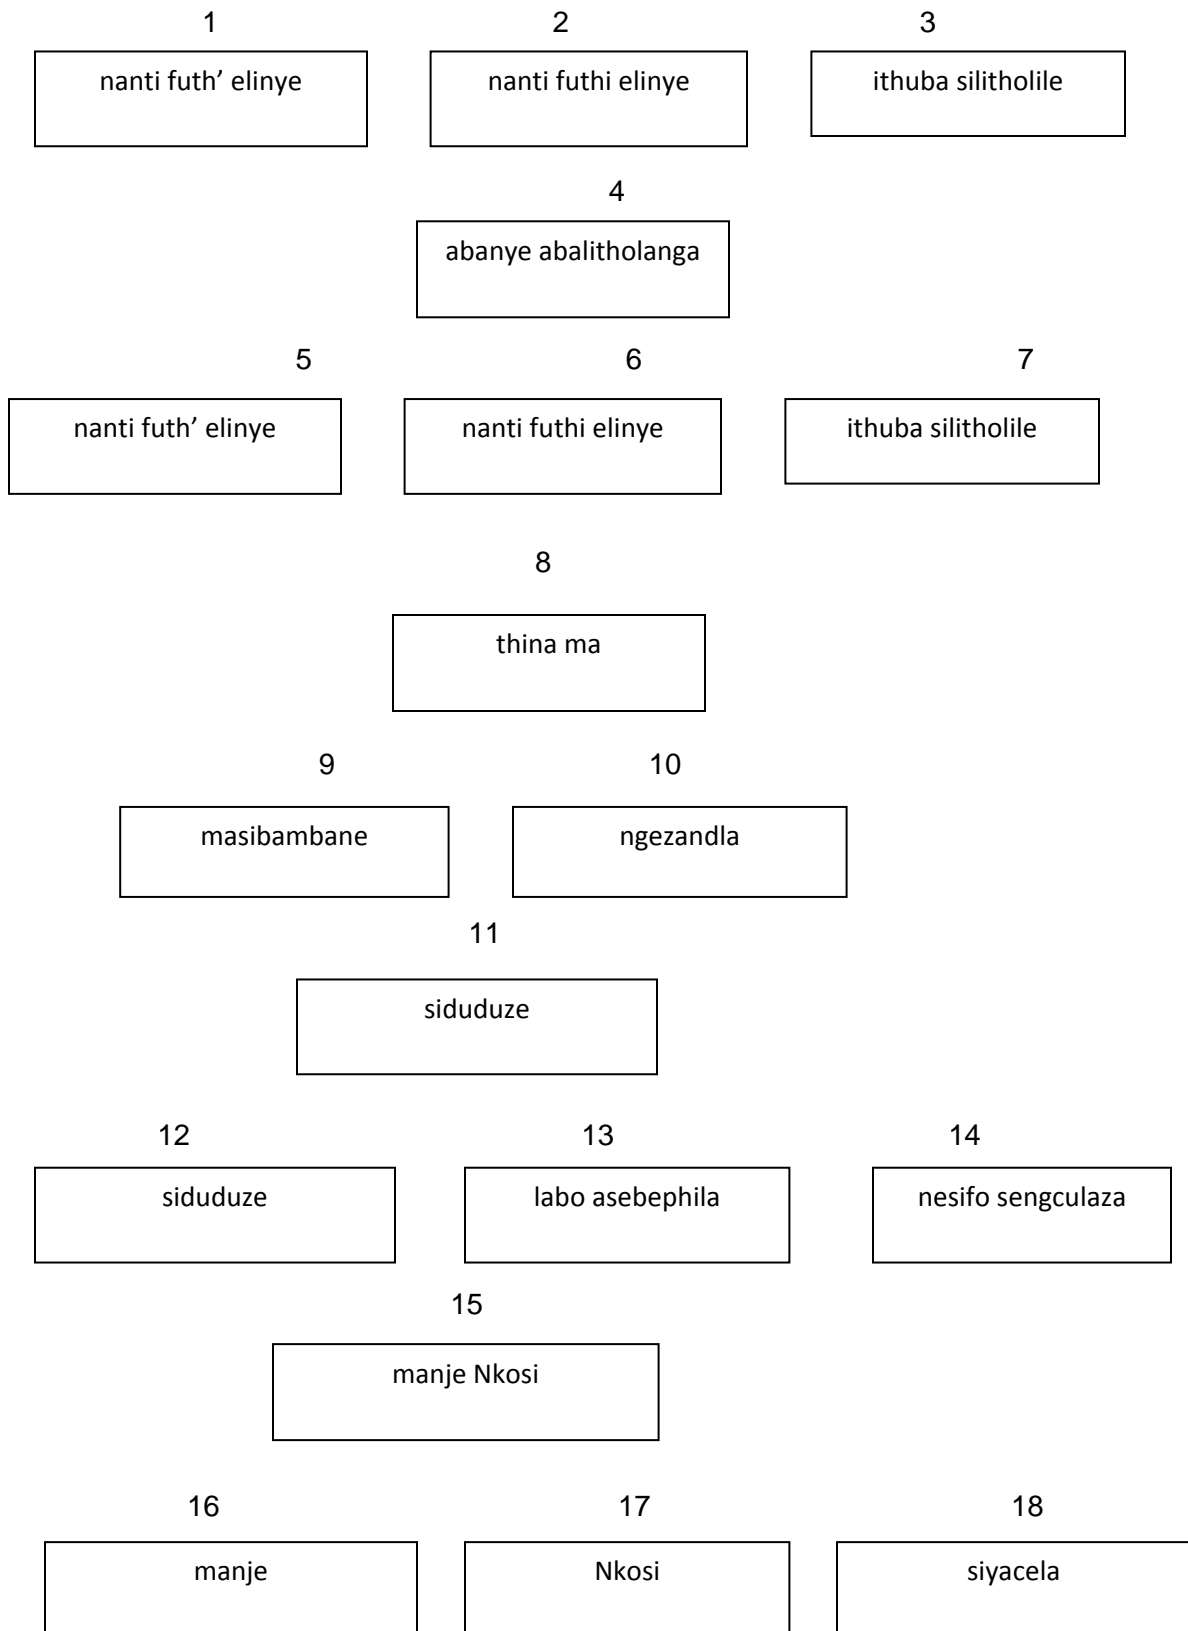 1 2 3
nanti futh’ elinye nanti futhi elinye ithuba silitholile
4
abanye abalitholanga
5 6 7
nanti futh’ elinye nanti futhi elinye ithuba silitholile
8
thina ma
9 10
masibambane ngezandla
11
siduduze
12 13 14
siduduze labo asebephila nesifo sengculaza
15
manje Nkosi
16 17 18
manje Nkosi siyacela